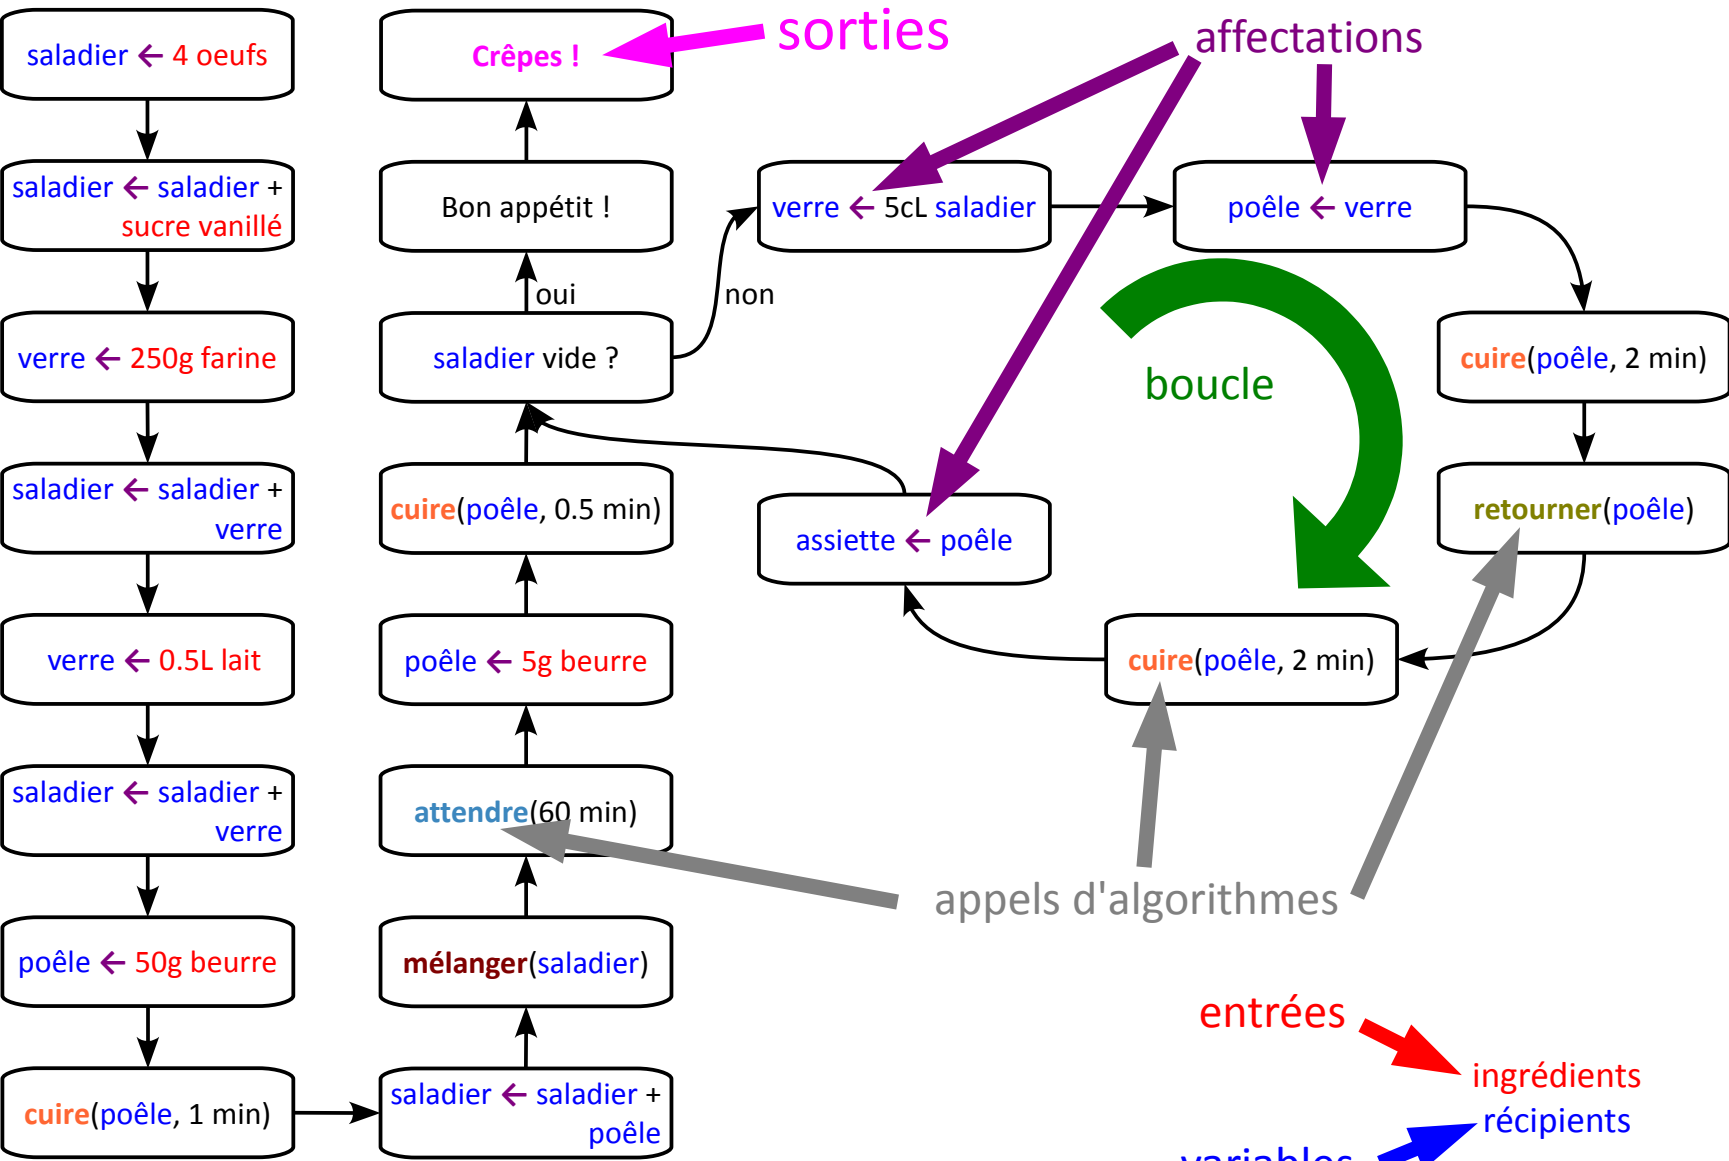 saladier ← 4 oeufs
saladier ← saladier +
sucre vanillé
verre ← 250g farine
saladier ← saladier +
verre
verre ← 0.5L lait
saladier ← saladier +
verre
poêle ← 50g beurre
cuire(poêle, 1 min)
saladier ← saladier +
poêle
mélanger(saladier)
attendre(60 min)
poêle ← 5g beurre
cuire(poêle, 0.5 min)
saladier vide ?
oui
non
Bon appétit !
Crêpes !
sorties
affectations
verre ← 5cL saladier
poêle ← verre
cuire(poêle, 2 min)
retourner(poêle)
cuire(poêle, 2 min)
assiette ← poêle
boucle
appels d'algorithmes
entrées
ingrédients
récipients
variables